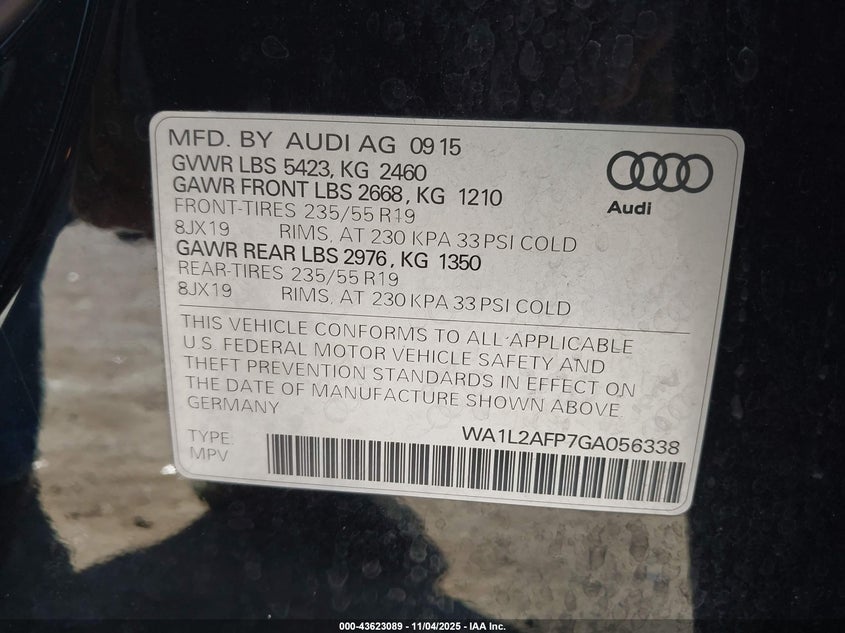 MFD. BY AUDI AG 09 15
GVWR LBS 5423, KG 2460
GAWR FRONT LBS 2668, KG 1210
FRONT-TIRES 235/55 R19
8JX19 RIMS, AT 230 KPA 33 PSI COLD
GAWR REAR LBS 2976, KG 1350
REAR-TIRES 235/55 R19
8JX19 RIMS, AT 230 KPA 33 PSI COLD
Audi
THIS VEHICLE CONFORMS TO ALL APPLICABLE
U.S. FEDERAL MOTOR VEHICLE SAFETY AND
THEFT PREVENTION STANDARDS IN EFFECT ON
THE DATE OF MANUFACTURE SHOWN ABOVE
GERMANY
WA1L2AFP7GA056338
TYPE:
MPV
000-43623089 - 11/04/2025 - IAA Inc.